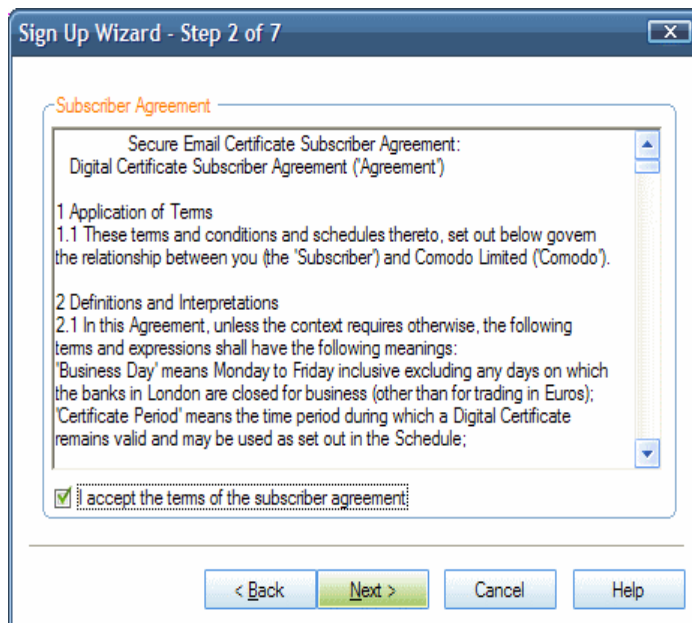 Sign Up Wizard - Step 2 of 7
Subscriber Agreement
Secure Email Certificate Subscriber Agreement:
Digital Certificate Subscriber Agreement ('Agreement')
1 Application of Terms
1.1 These terms and conditions and schedules thereto, set out below govern
the relationship between you (the 'Subscriber') and Comodo Limited ('Comodo').
2 Definitions and Interpretations
2.1 In this Agreement, unless the context requires otherwise, the following
terms and expressions shall have the following meanings:
'Business Day' means Monday to Friday inclusive excluding any days on which
the banks in London are closed for business (other than for trading in Euros);
'Certificate Period' means the time period during which a Digital Certificate
remains valid and may be used as set out in the Schedule;
I accept the terms of the subscriber agreement
< Back Next > Cancel Help